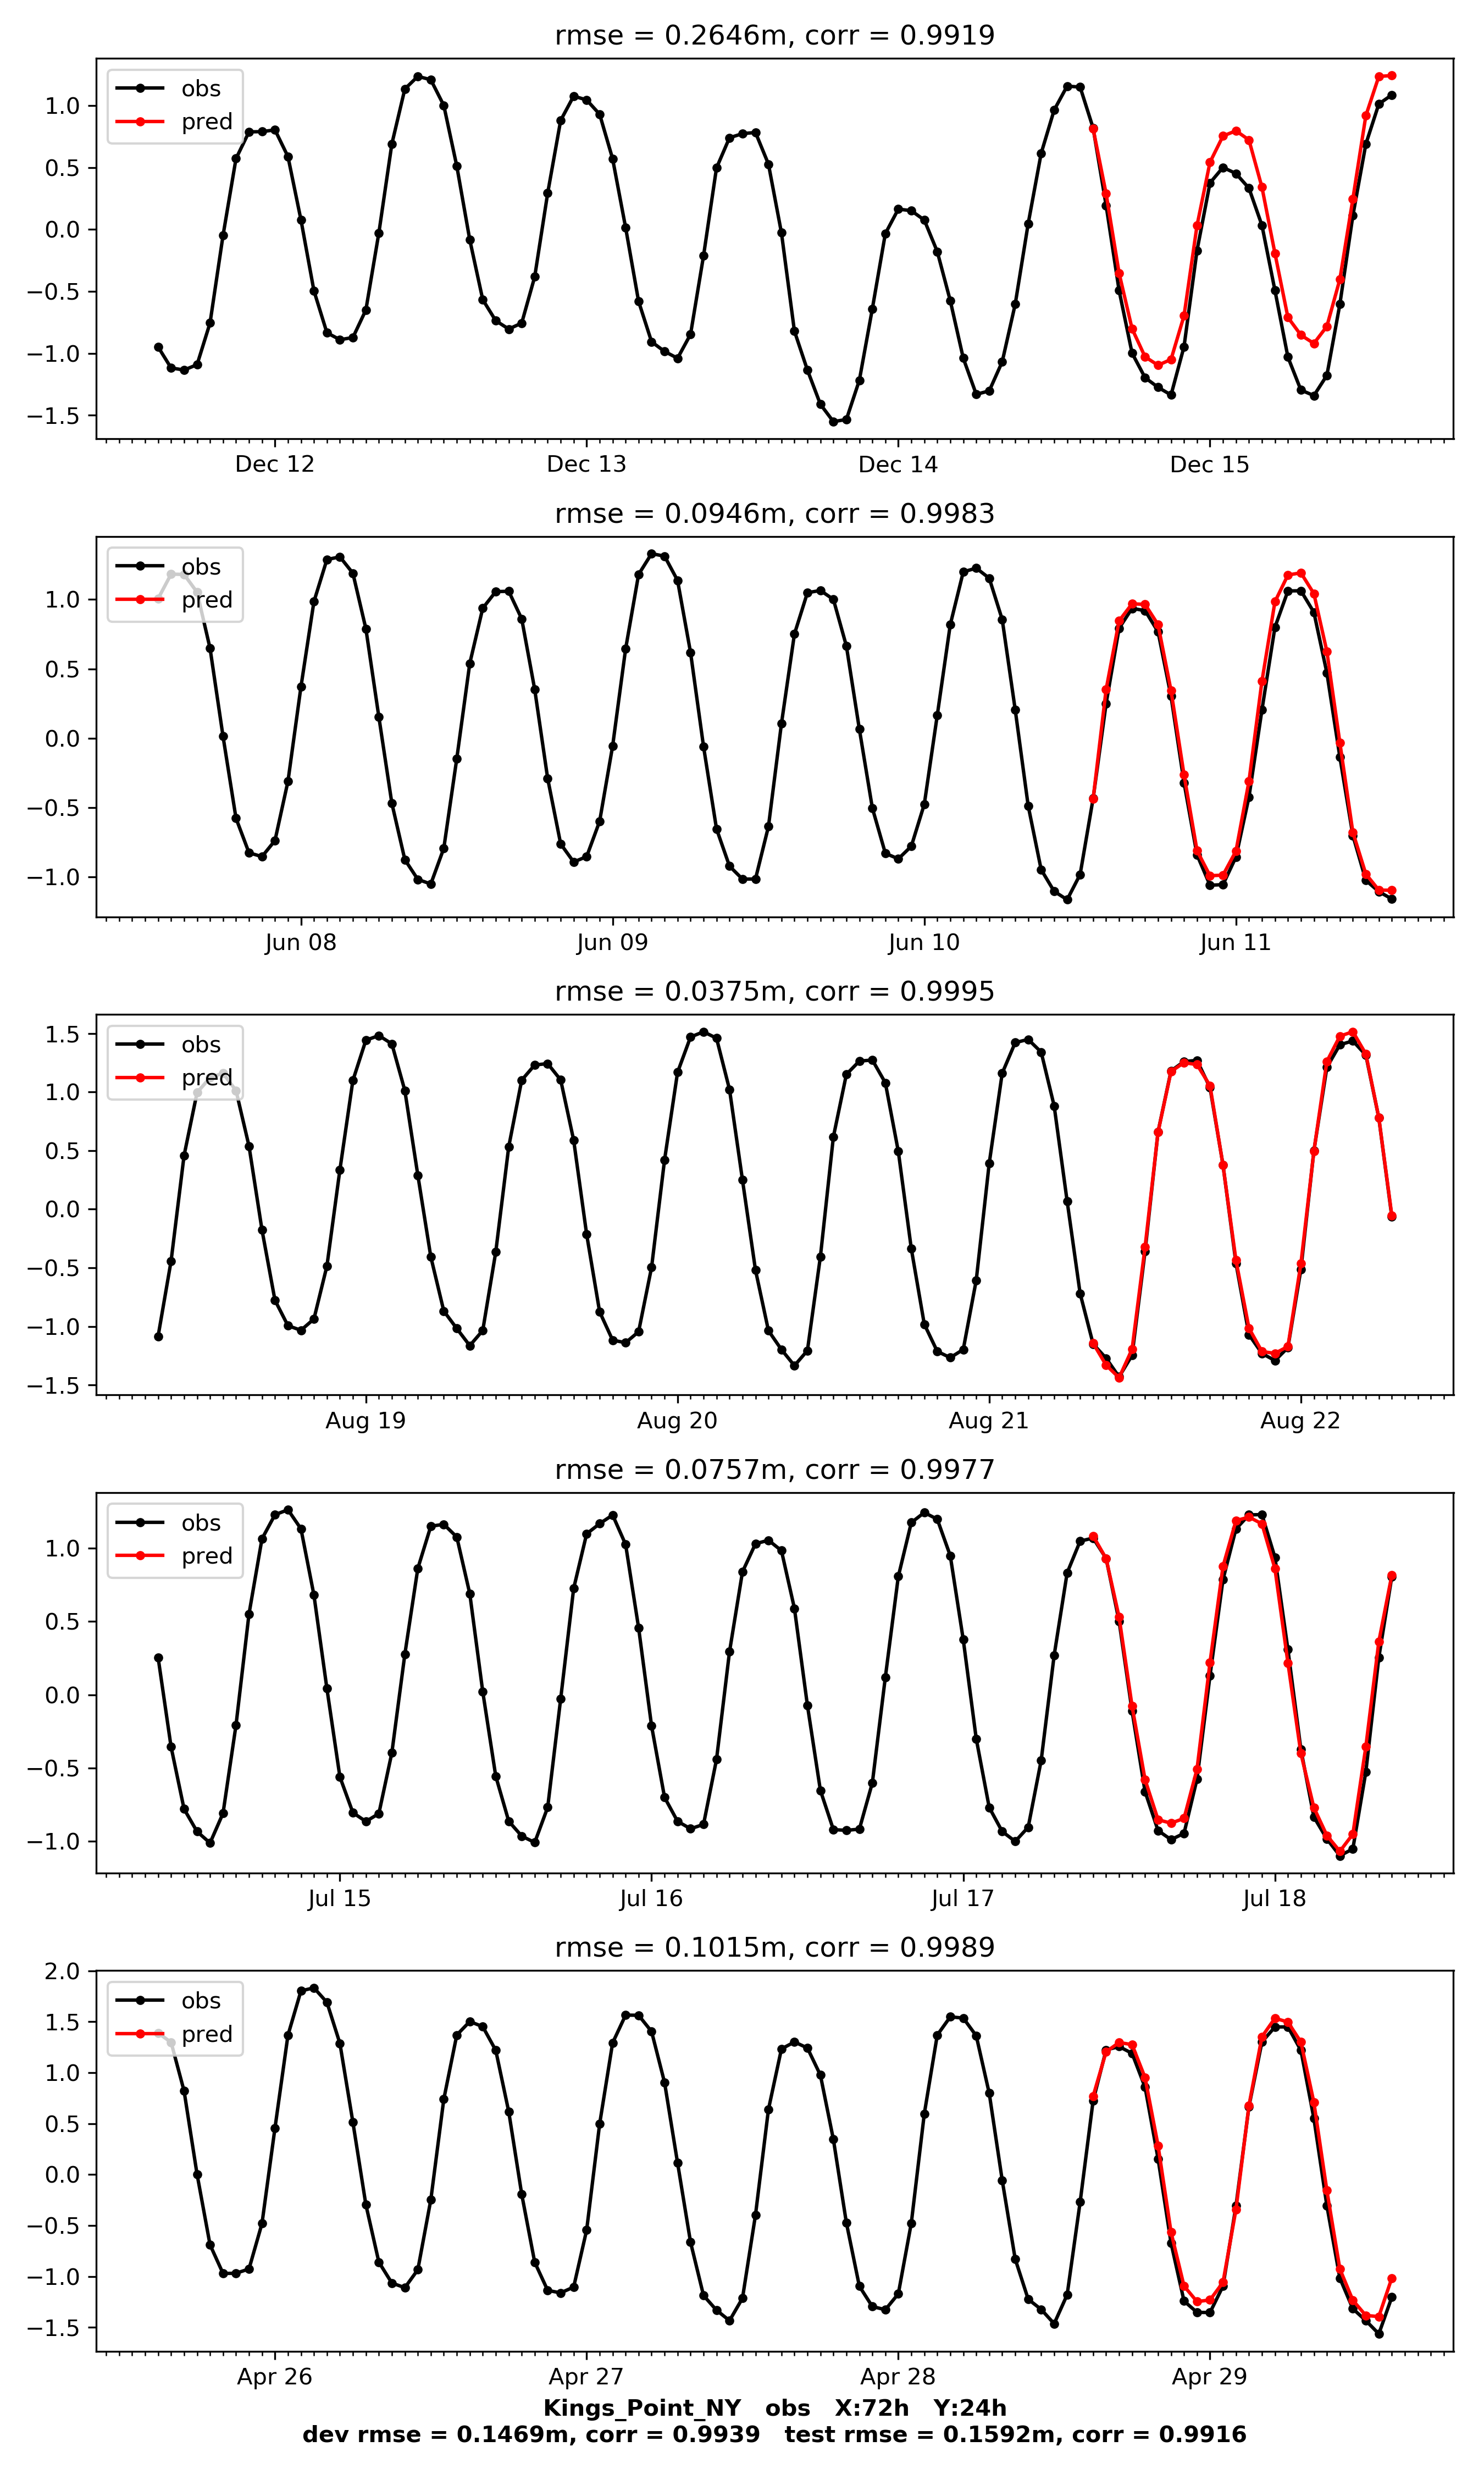 rmse = 0.2646m, corr = 0.9919
obs
pred
1.0
0.5
0.0
−0.5
−1.0
−1.5
Dec 12 Dec 13 Dec 14 Dec 15
rmse = 0.0946m, corr = 0.9983
obs
pred
1.0
0.5
0.0
−0.5
−1.0
Jun 08 Jun 09 Jun 10 Jun 11
rmse = 0.0375m, corr = 0.9995
obs
pred
1.5
1.0
0.5
0.0
−0.5
−1.0
−1.5
Aug 19 Aug 20 Aug 21 Aug 22
rmse = 0.0757m, corr = 0.9977
obs
pred
1.0
0.5
0.0
−0.5
−1.0
Jul 15 Jul 16 Jul 17 Jul 18
rmse = 0.1015m, corr = 0.9989
obs
pred
2.0
1.5
1.0
0.5
0.0
−0.5
−1.0
−1.5
Apr 26 Apr 27 Apr 28 Apr 29
Kings_Point_NY obs X:72h Y:24h
dev rmse = 0.1469m, corr = 0.9939 test rmse = 0.1592m, corr = 0.9916